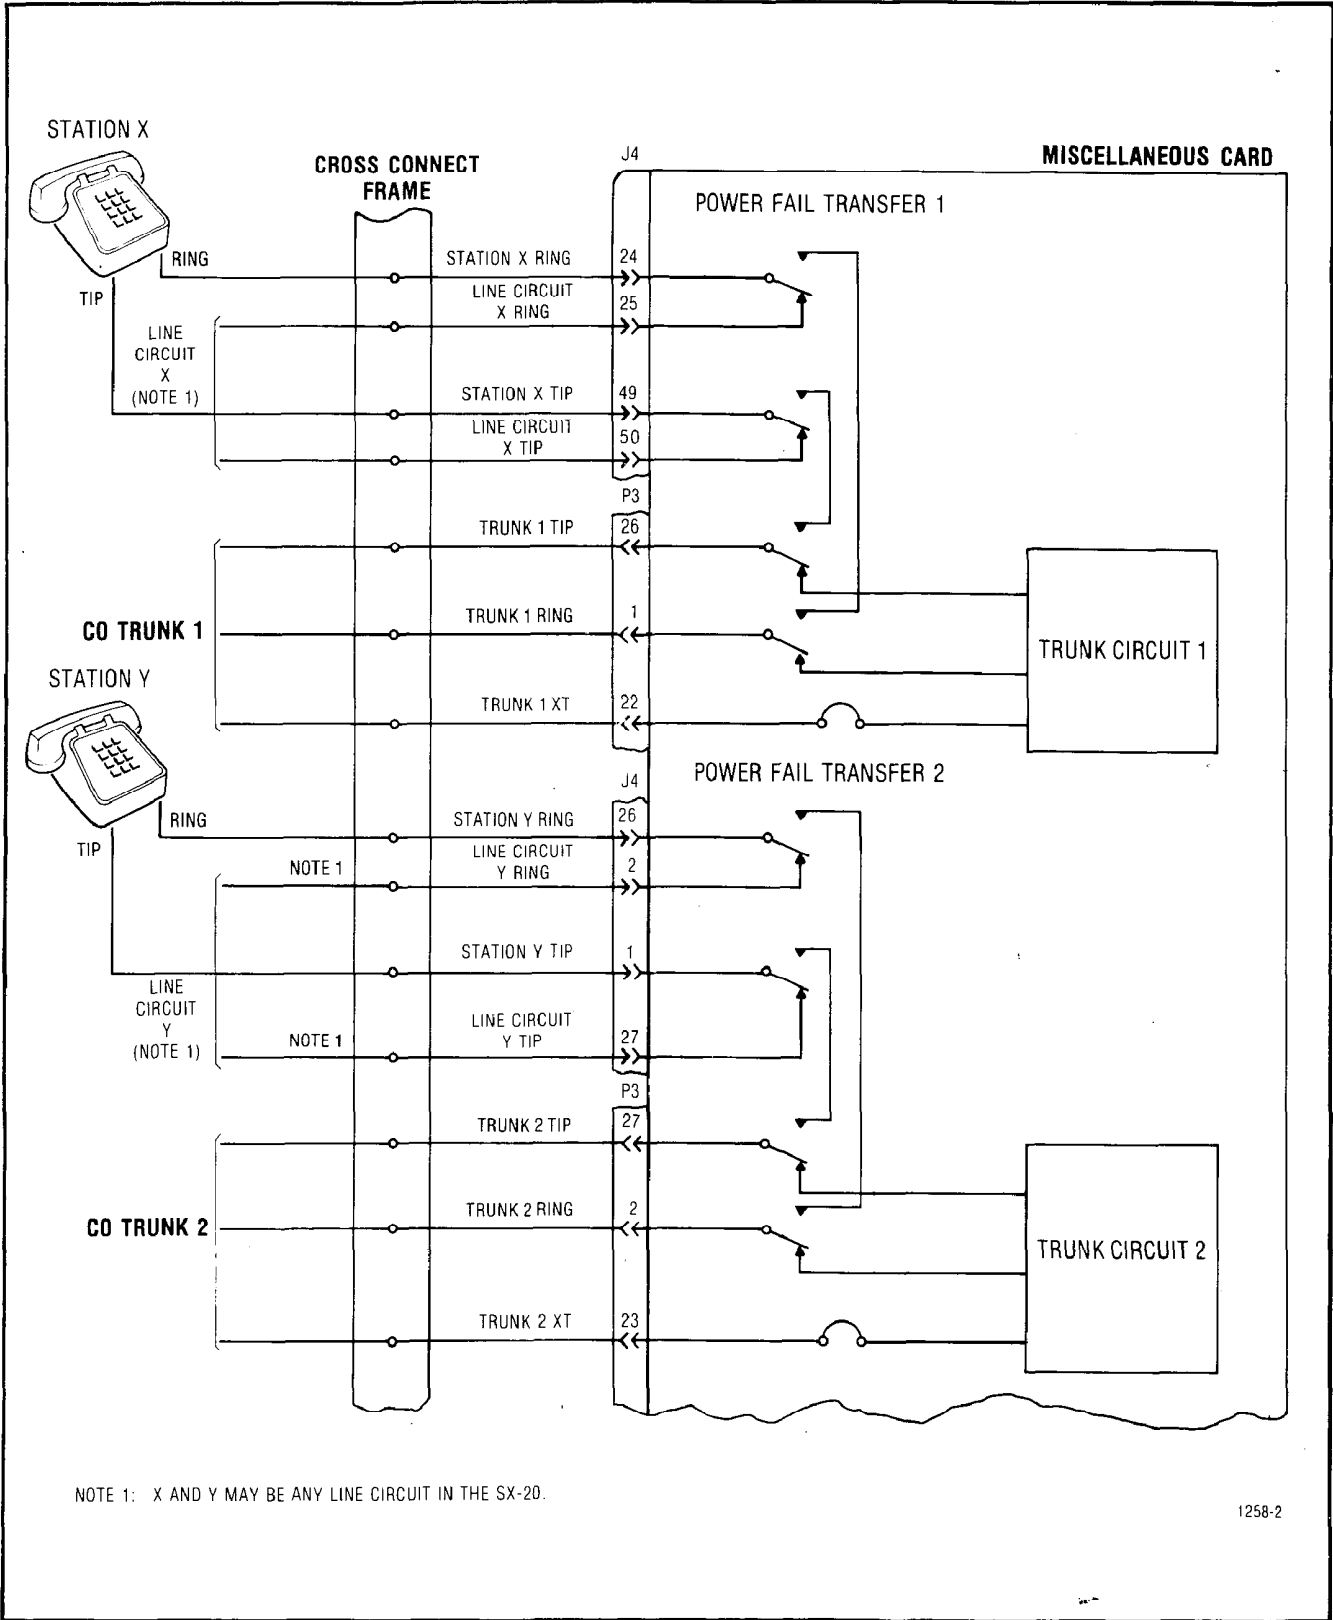 STATION X
CROSS CONNECT
FRAME
J4
MISCELLANEOUS CARD
POWER FAIL TRANSFER 1
RING
STATION X RING
24
TIP
LINE CIRCUIT
X RING
25
LINE
CIRCUIT
X
(NOTE 1)
STATION X TIP
49
LINE CIRCUIT
X TIP
50
P3
TRUNK 1 TIP
26
CO TRUNK 1
TRUNK 1 RING
1
TRUNK CIRCUIT 1
STATION Y
TRUNK 1 XT
22
J4
POWER FAIL TRANSFER 2
RING
STATION Y RING
26
TIP
NOTE 1
LINE CIRCUIT
Y RING
2
STATION Y TIP
1
LINE
CIRCUIT
Y
(NOTE 1)
NOTE 1
LINE CIRCUIT
Y TIP
27
P3
TRUNK 2 TIP
27
CO TRUNK 2
TRUNK 2 RING
2
TRUNK CIRCUIT 2
TRUNK 2 XT
23
NOTE 1: X AND Y MAY BE ANY LINE CIRCUIT IN THE SX-20.
1258-2